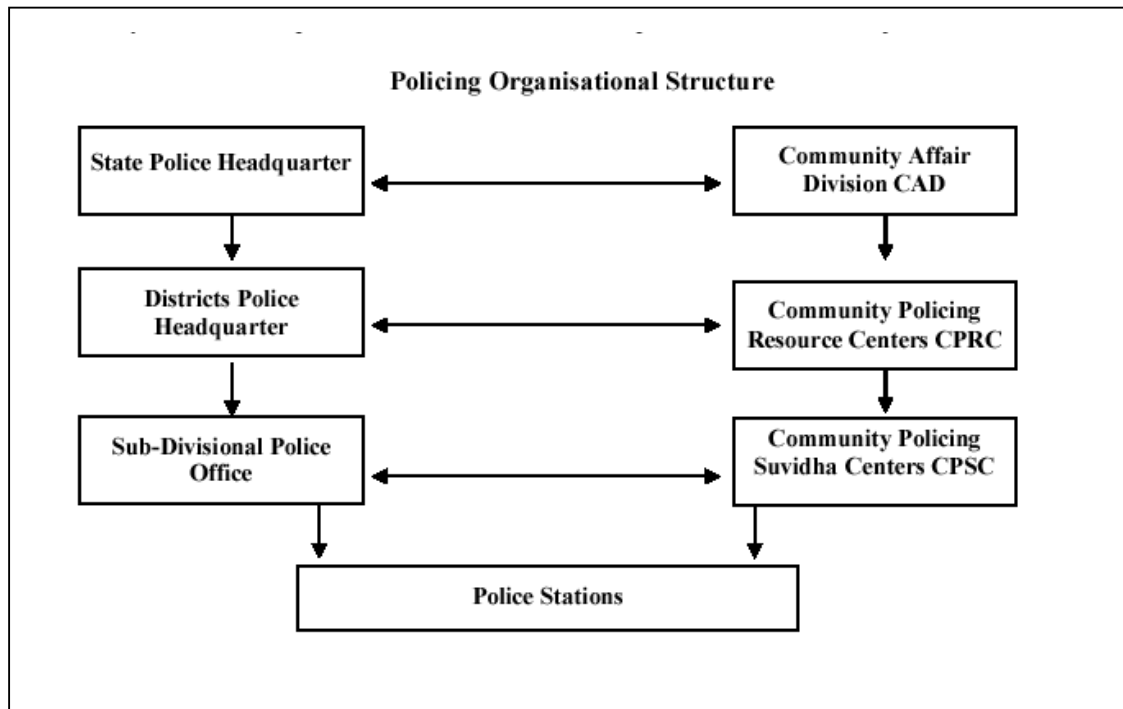 Policing Organisational Structure
State Police Headquarter
Community Affair
Division CAD
Districts Police
Headquarter
Community Policing
Resource Centers CPRC
Sub-Divisional Police
Office
Community Policing
Suvidha Centers CPSC
Police Stations